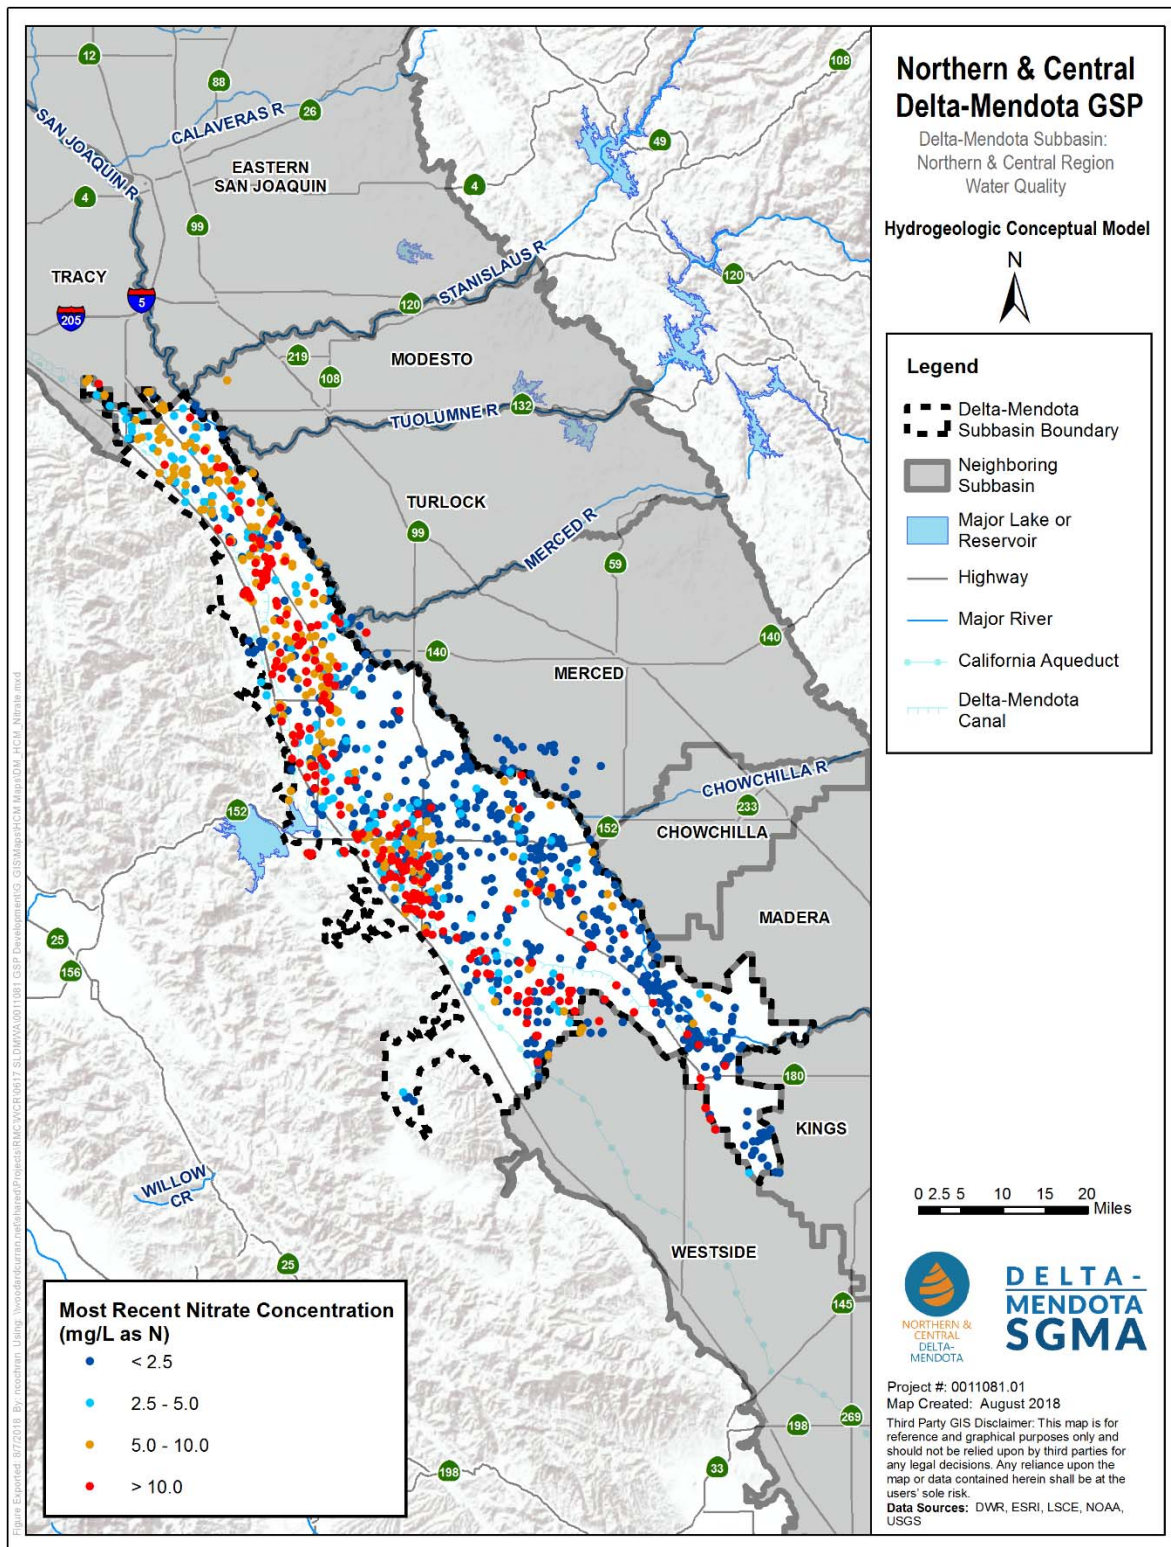 Northern & Central
Delta-Mendota GSP
Delta-Mendota Subbasin:
Northern & Central Region
Water Quality
Hydrogeologic Conceptual Model
N
Legend
Delta-Mendota
Subbasin Boundary
Neighboring
Subbasin
Major Lake or
Reservoir
Highway
Major River
California Aqueduct
Delta-Mendota
Canal
0 2.5 5 10 15 20
Miles
NORTHERN &
CENTRAL
DELTA-
MENDOTA
DELTA-
MENDOTA
SGMA
Project #: 0011081.01
Map Created: August 2018
Third Party GIS Disclaimer: This map is for
reference and graphical purposes only and
should not be relied upon by third parties for
any legal decisions. Any reliance upon the
map or data contained herein shall be at the
users' sole risk.
Data Sources: DWR, ESRI, LSCE, NOAA,
USGS
12
88
26
108
SAN JOAQUIN R
CALAVERAS R
49
EASTERN
SAN JOAQUIN
4
4
99
TRACY
STANISLAUS R
120
5
205
120
219
MODESTO
108
132
TUOLUMNE R
TURLOCK
99
MERCED R
59
140
140
MERCED
CHOWCHILLA R
152
233
152
CHOWCHILLA
MADERA
25
156
180
KINGS
WILLOW
CR
WESTSIDE
25
145
198
269
33
198
Most Recent Nitrate Concentration
(mg/L as N)
< 2.5
2.5 - 5.0
5.0 - 10.0
> 10.0